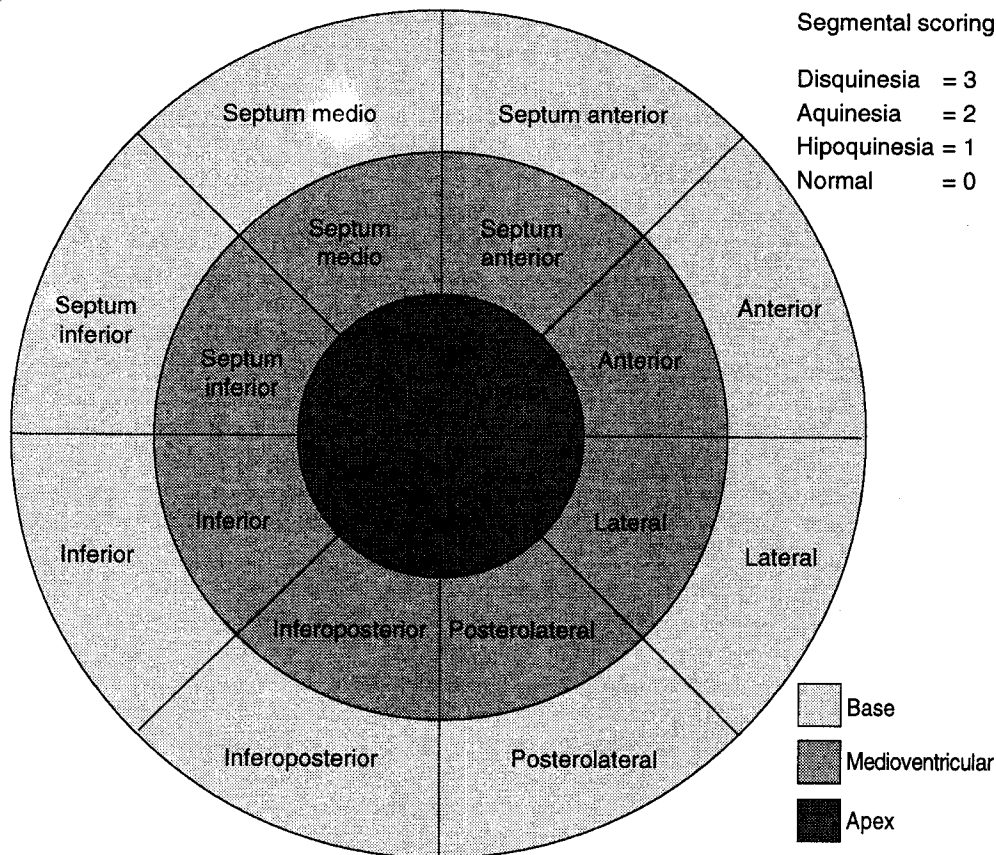 Segmental scoring
Disquinesia = 3
Aquinesia = 2
Hipoquinesia = 1
Normal = 0
Septum medio
Septum anterior
Septum
medio
Septum
anterior
Septum
inferior
Anterior
Septum
inferior
Anterior
Inferior
Lateral
Inferior
Lateral
Inferoposterior
Posterolateral
Inferoposterior
Posterolateral
Base
Medioventricular
Apex